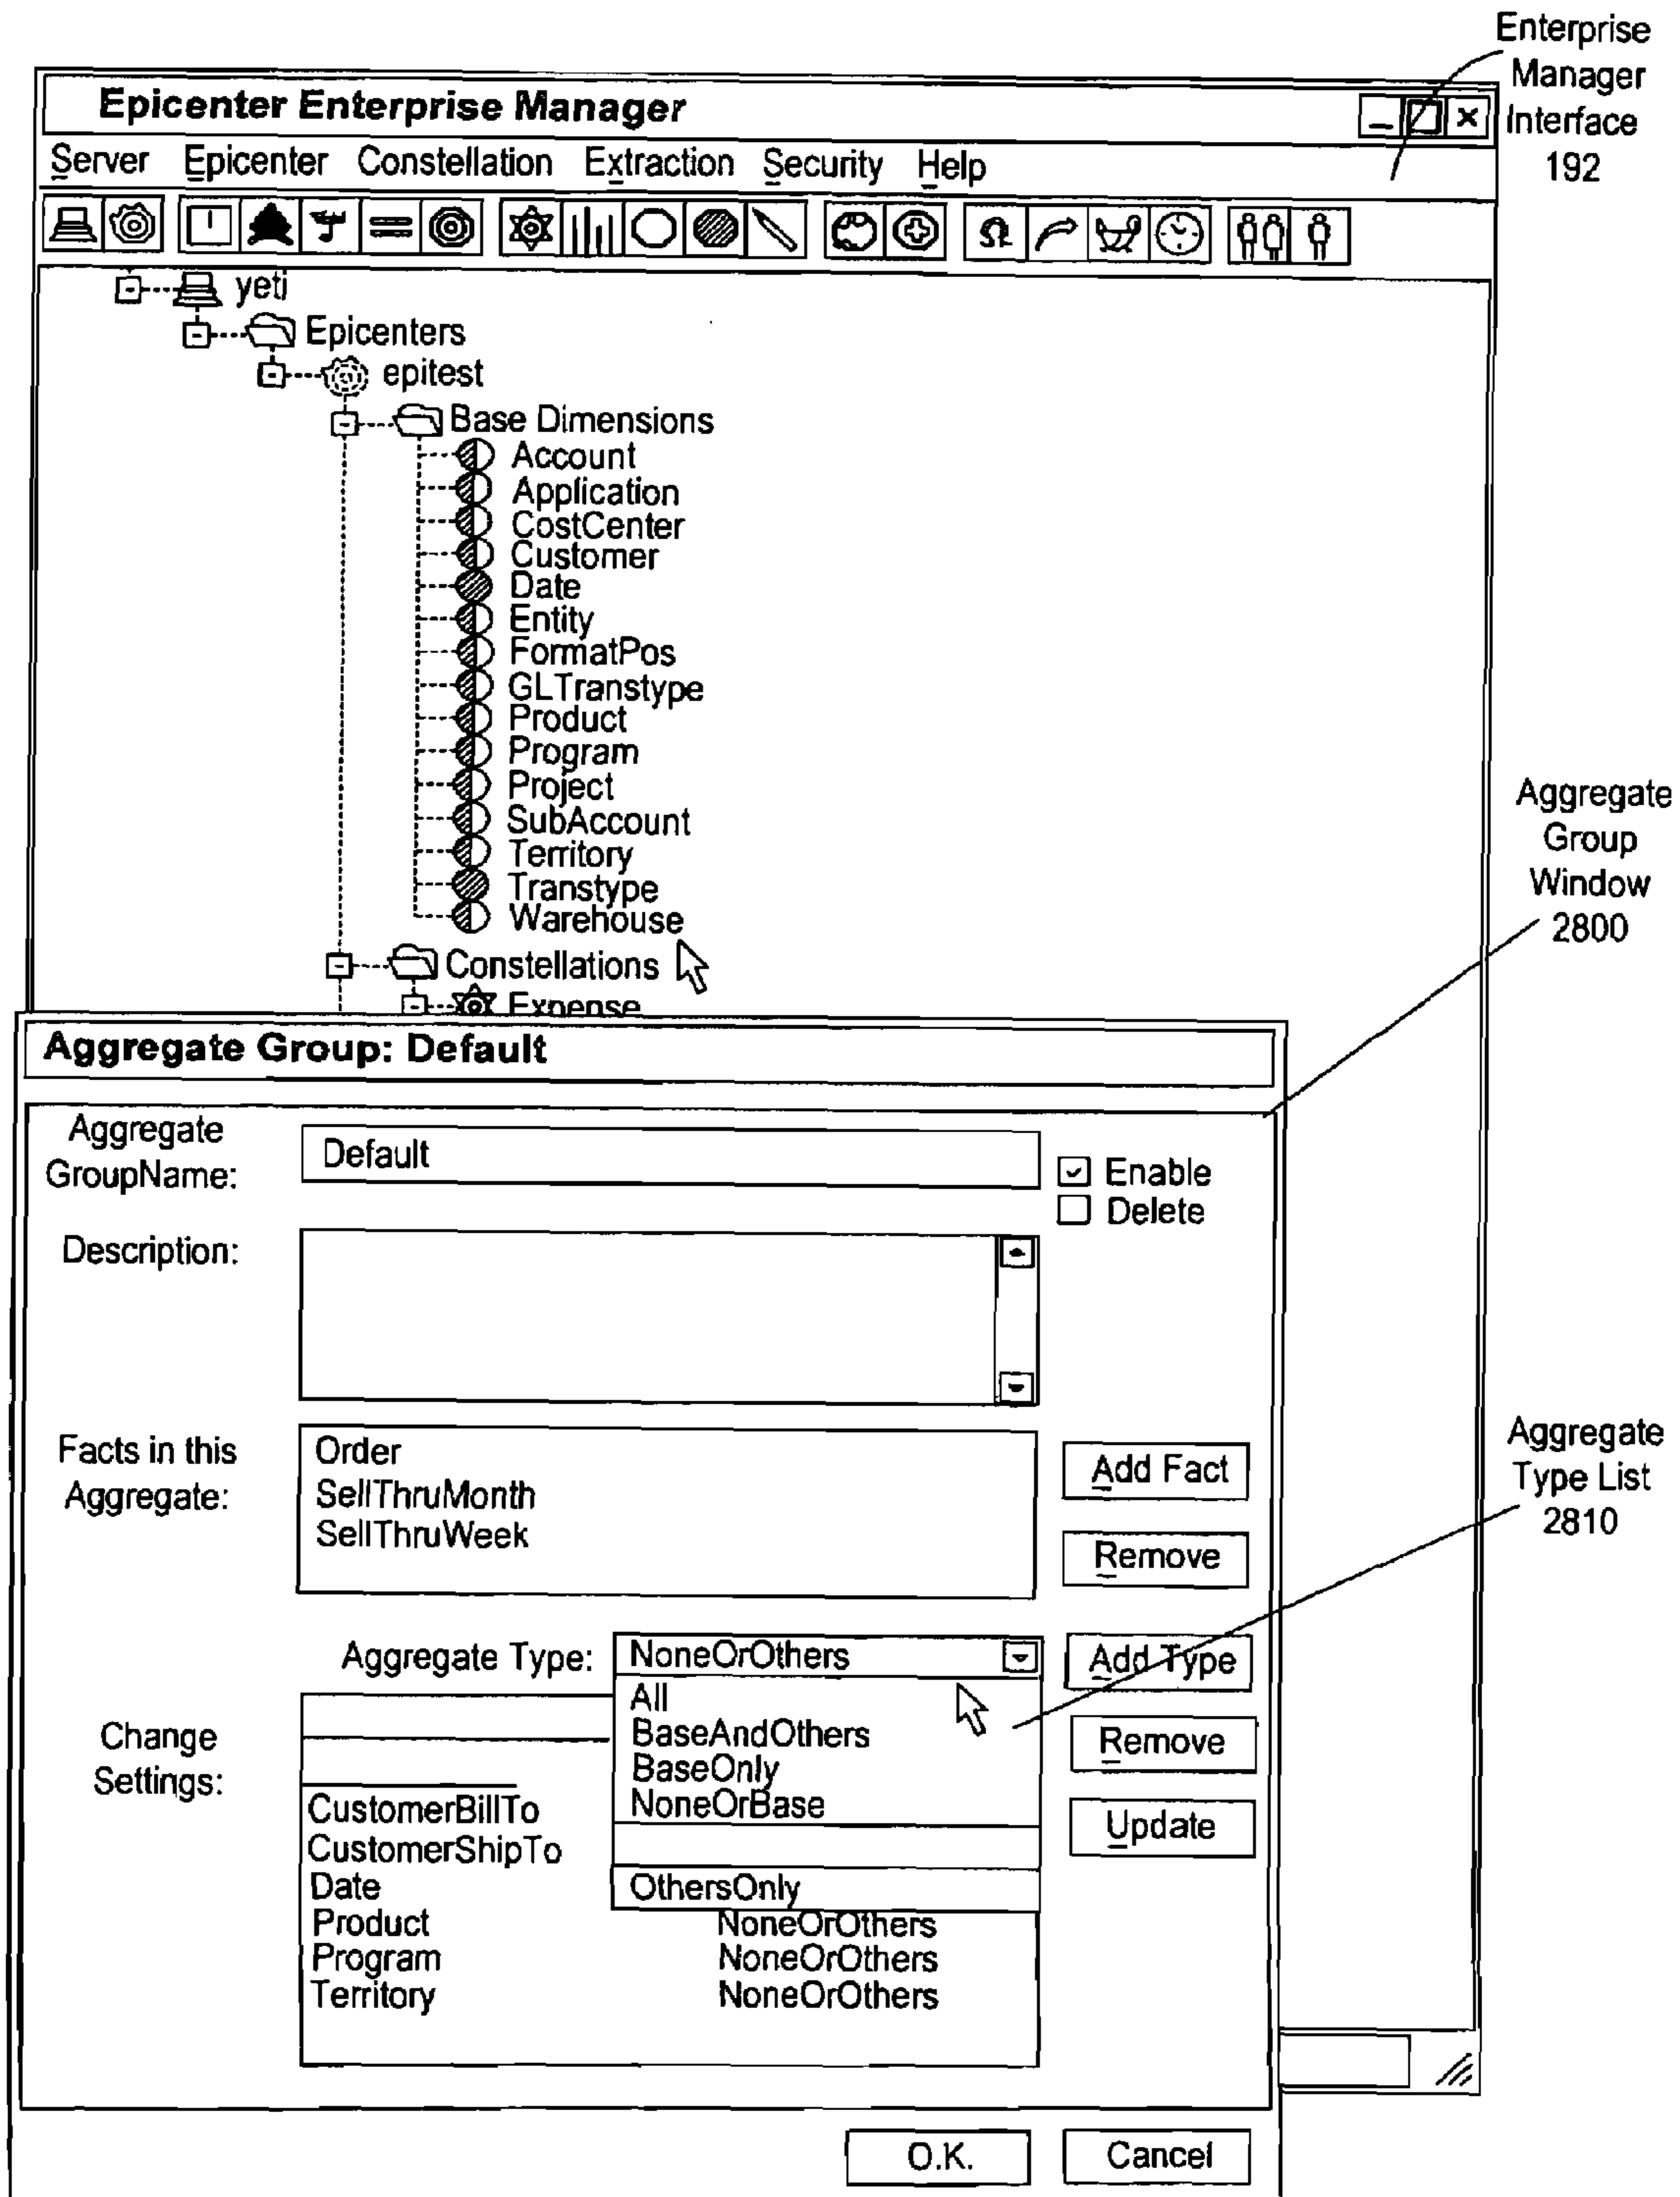 Enterprise
Manager
Interface
192
Epicenter Enterprise Manager
Server Epicenter Constellation Extraction Security Help
yeti
Epicenters
epitest
Base Dimensions
Account
Application
CostCenter
Customer
Date
Entity
FormatPos
GLTranstype
Product
Program
Project
SubAccount
Territory
Transtype
Warehouse
Constellations
Expense
Aggregate
Group
Window
2800
Aggregate Group: Default
Aggregate
GroupName:
Default
Enable
Delete
Description:
Facts in this
Aggregate:
Order
SellThruMonth
SellThruWeek
Add Fact
Remove
Aggregate
Type List
2810
Aggregate Type:
NoneOrOthers
Add Type
All
BaseAndOthers
BaseOnly
NoneOrBase
OthersOnly
Change
Settings:
Remove
Update
CustomerBillTo
CustomerShipTo
Date
Product NoneOrOthers
Program NoneOrOthers
Territory NoneOrOthers
O.K. Cancel